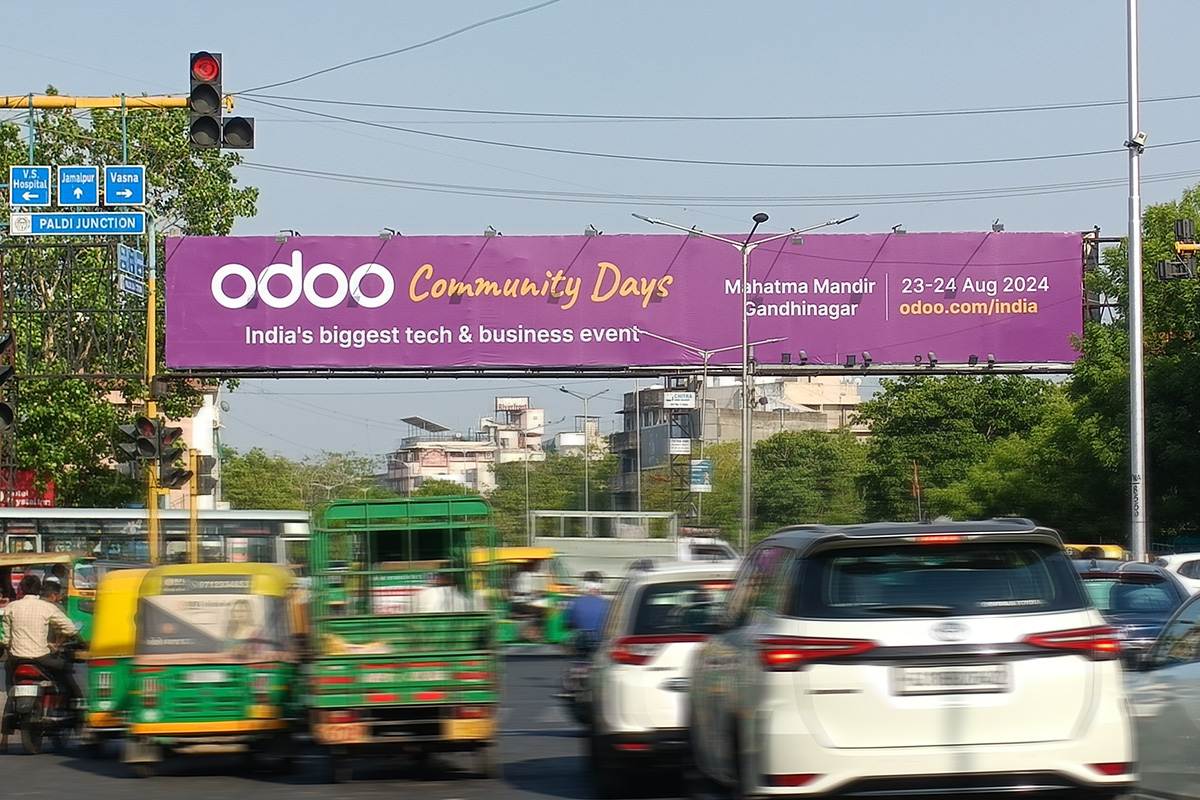 V.S.
Hospital
Jamalpur
Vasna
PALDI JUNCTION
odoo Community Days
India's biggest tech & business event
Mahatma Mandir
Gandhinagar
23-24 Aug 2024
odoo.com/india
CHITRA